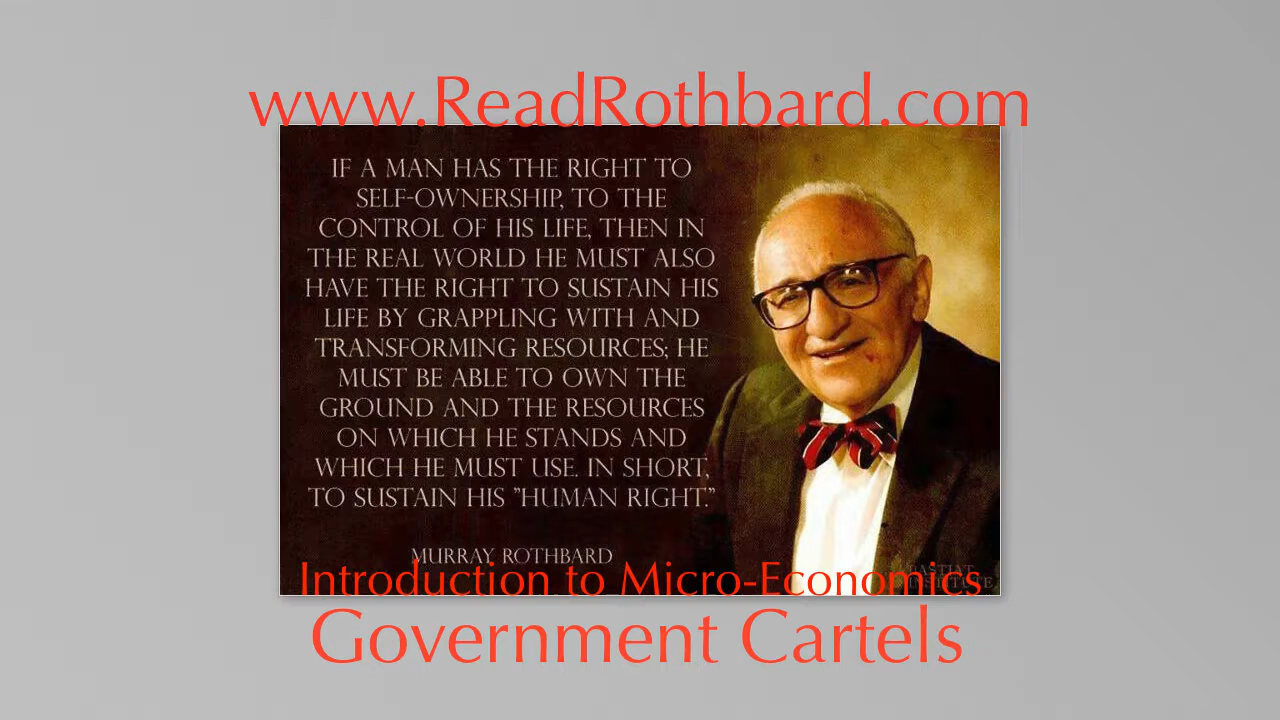 www.ReadRothbard.com
IF A MAN HAS THE RIGHT TO
SELF-OWNERSHIP, TO THE
CONTROL OF HIS LIFE, THEN IN
THE REAL WORLD HE MUST ALSO
HAVE THE RIGHT TO SUSTAIN HIS
LIFE BY GRAPPLING WITH AND
TRANSFORMING RESOURCES; HE
MUST BE ABLE TO OWN THE
GROUND AND THE RESOURCES
ON WHICH HE STANDS AND
WHICH HE MUST USE. IN SHORT,
TO SUSTAIN HIS "HUMAN RIGHT."
MURRAY ROTHBARD
BASTIAT
INSTITUTE
Introduction to Micro-Economics
Government Cartels